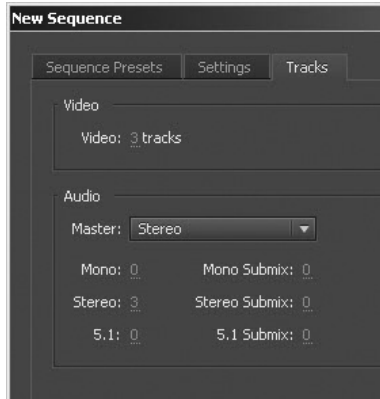 New Sequence
Sequence Presets Settings Tracks
Video
Video: 3 tracks
Audio
Master: Stereo
Mono: 0 Mono Submix: 0
Stereo: 3 Stereo Submix: 0
5.1: 0 5.1 Submix: 0